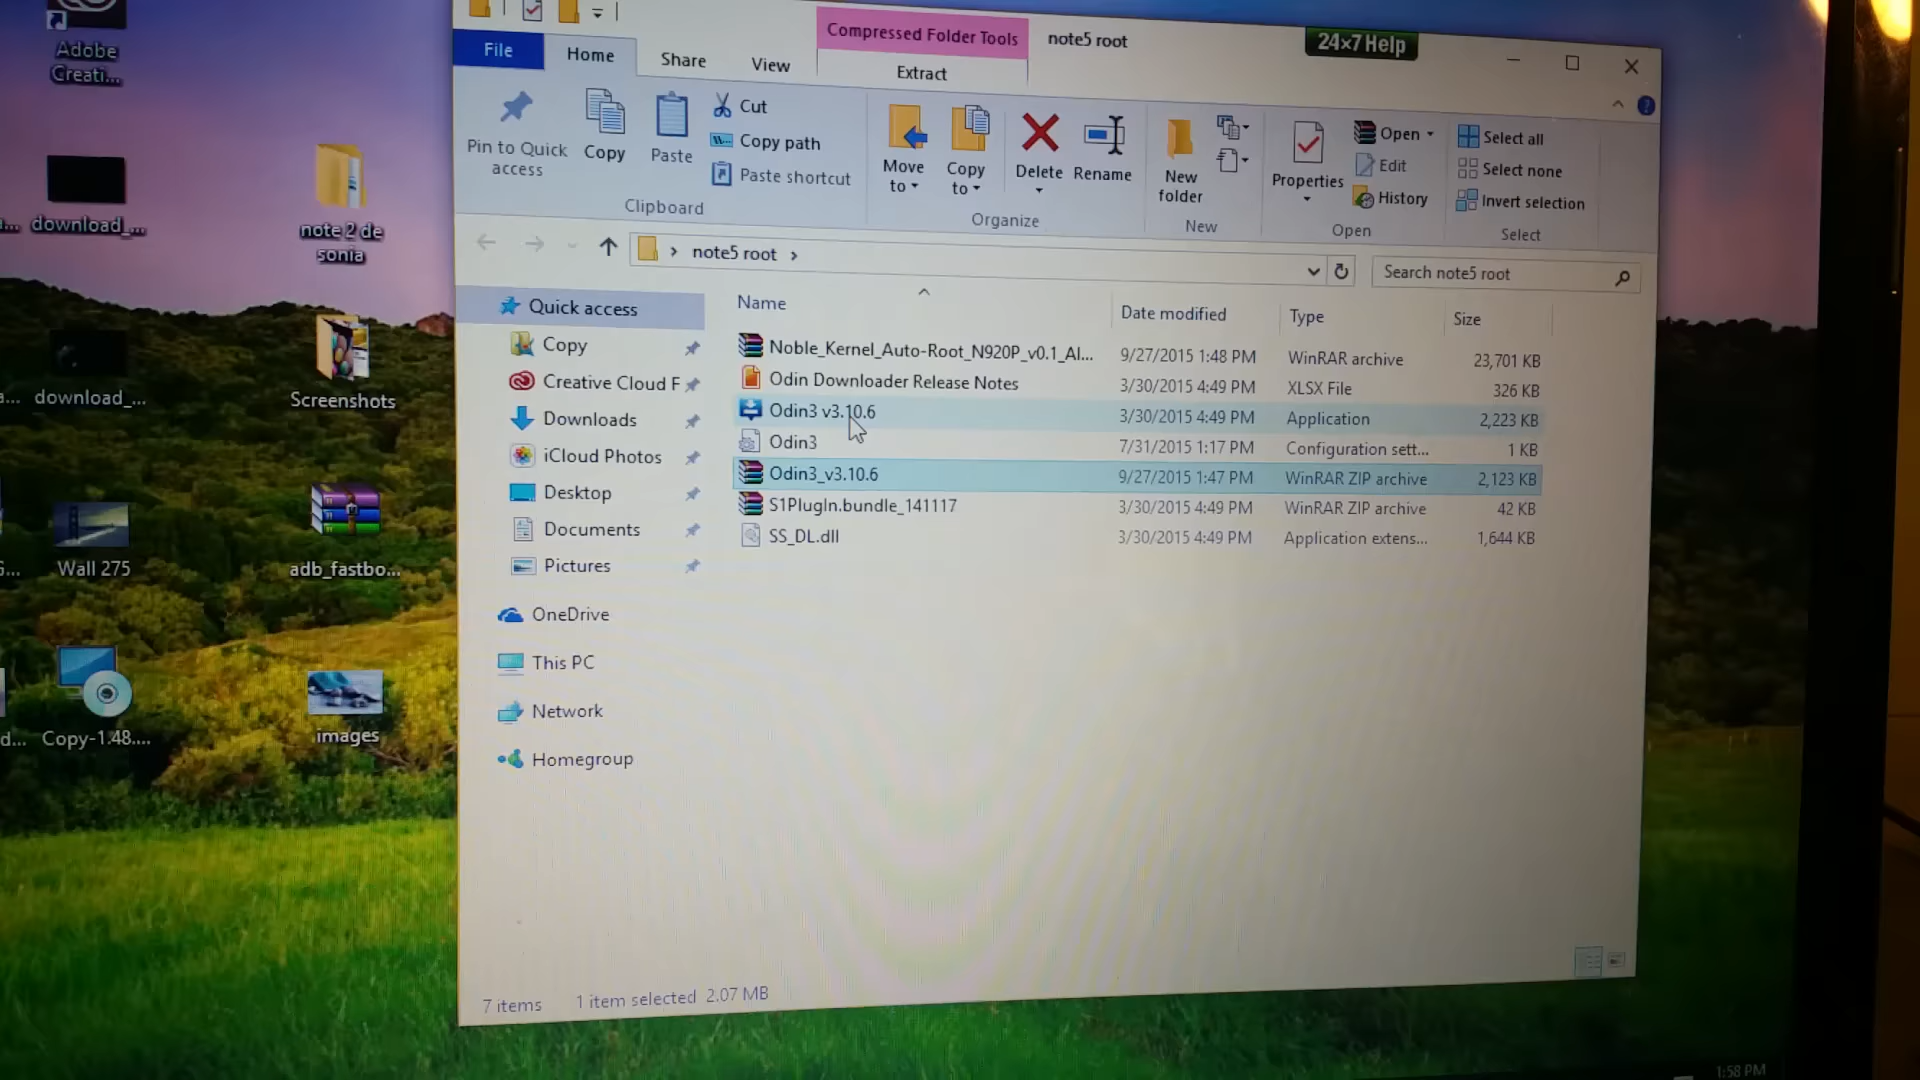 Adobe
Creati...
download_...
note 2 de
sonia
download_...
Screenshots
Wall 275
adb_fastbo...
Copy-1.48....
images
Compressed Folder Tools
note5 root
24×7 Help
File
Home
Share
View
Extract
Pin to Quick
access
Copy
Paste
Cut
Copy path
Paste shortcut
Clipboard
Move
to
Copy
to
Delete
Rename
Organize
New
folder
New
Properties
Open
Edit
History
Open
Select all
Select none
Invert selection
Select
note5 root
Search note5 root
Quick access
Copy
Creative Cloud F
Downloads
iCloud Photos
Desktop
Documents
Pictures
OneDrive
This PC
Network
Homegroup
Name Date modified Type Size
Noble_Kernel_Auto-Root_N920P_v0.1_Al... 9/27/2015 1:48 PM WinRAR archive 23,701 KB
Odin Downloader Release Notes 3/30/2015 4:49 PM XLSX File 326 KB
Odin3 v3.10.6 3/30/2015 4:49 PM Application 2,223 KB
Odin3 7/31/2015 1:17 PM Configuration sett... 1 KB
Odin3_v3.10.6 9/27/2015 1:47 PM WinRAR ZIP archive 2,123 KB
S1PlugIn.bundle_141117 3/30/2015 4:49 PM WinRAR ZIP archive 42 KB
SS_DL.dll 3/30/2015 4:49 PM Application extens... 1,644 KB
7 items 1 item selected 2.07 MB
1:58 PM